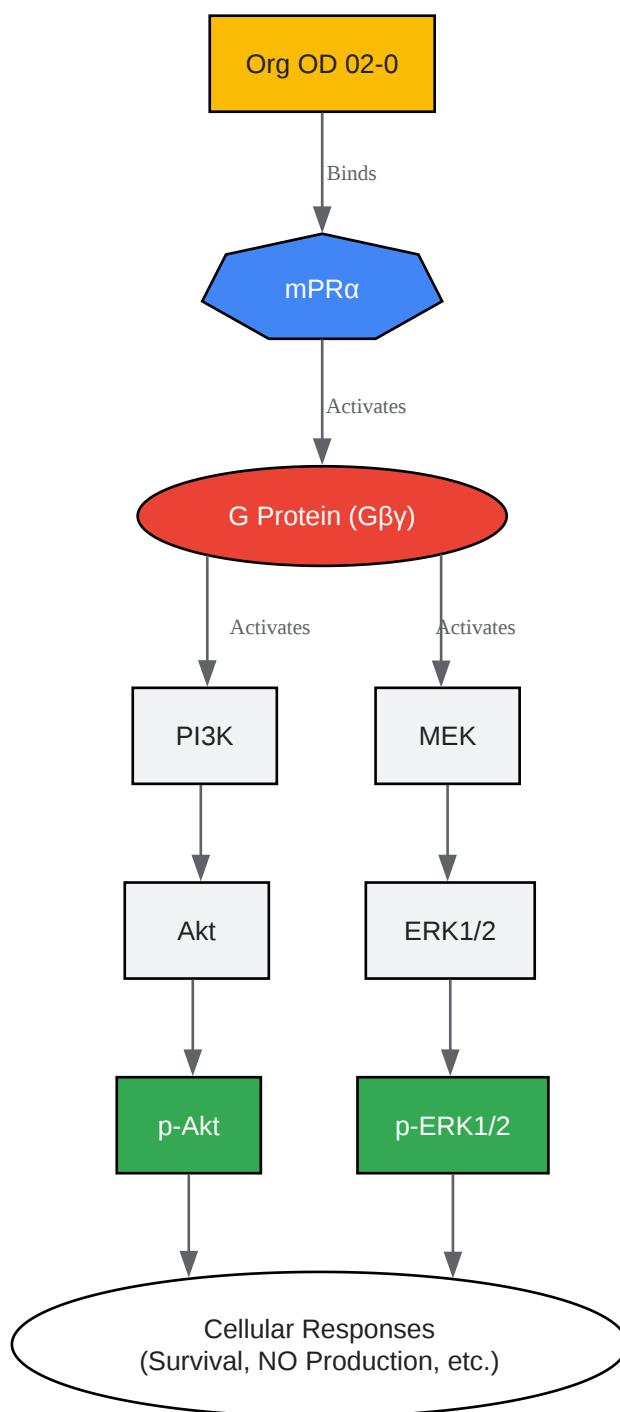 Org OD 02-0
Binds
mPRα
Activates
G Protein (Gβγ)
Activates
Activates
PI3K
MEK
Akt
ERK1/2
p-Akt
p-ERK1/2
Cellular Responses
(Survival, NO Production, etc.)